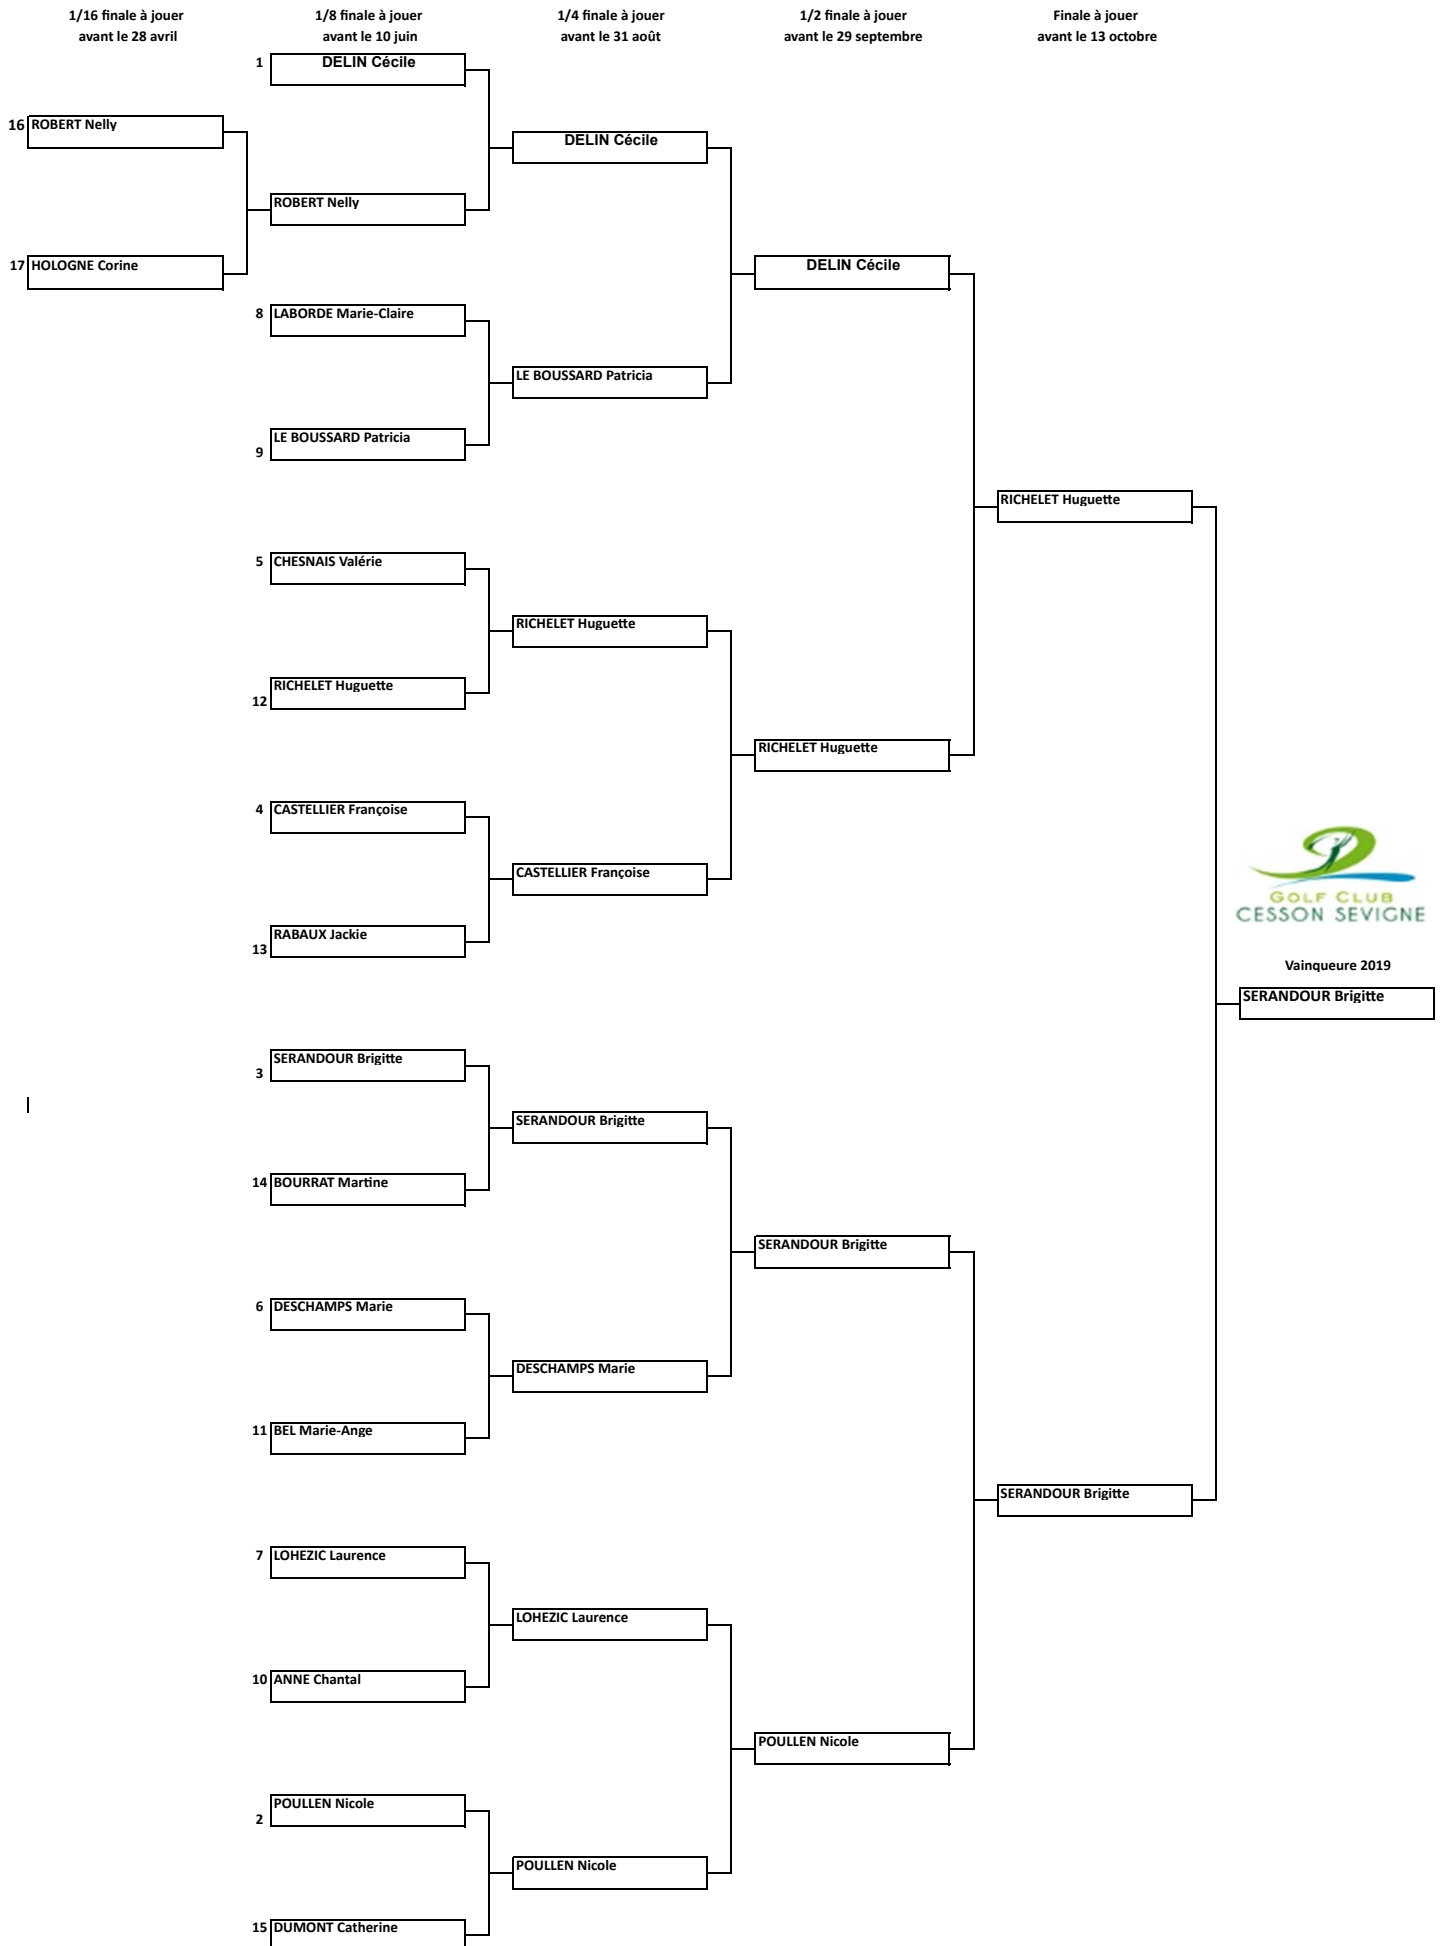 1/16 finale à jouer
avant le 28 avril
1/8 finale à jouer
avant le 10 juin
1/4 finale à jouer
avant le 31 août
1/2 finale à jouer
avant le 29 septembre
Finale à jouer
avant le 13 octobre
1 DELIN Cécile
16 ROBERT Nelly
DELIN Cécile
ROBERT Nelly
17 HOLOGNE Corine
DELIN Cécile
8 LABORDE Marie-Claire
LE BOUSSARD Patricia
9 LE BOUSSARD Patricia
RICHELET Huguette
5 CHESNAIS Valérie
RICHELET Huguette
12 RICHELET Huguette
RICHELET Huguette
4 CASTELLIER Françoise
CASTELLIER Françoise
13 RABAUX Jackie
GOLF CLUB
CESSON SEVIGNE
Vainqueure 2019
SERANDOUR Brigitte
3 SERANDOUR Brigitte
SERANDOUR Brigitte
14 BOURRAT Martine
SERANDOUR Brigitte
6 DESCHAMPS Marie
DESCHAMPS Marie
11 BEL Marie-Ange
SERANDOUR Brigitte
7 LOHEZIC Laurence
LOHEZIC Laurence
10 ANNE Chantal
POULLEN Nicole
2 POULLEN Nicole
POULLEN Nicole
15 DUMONT Catherine